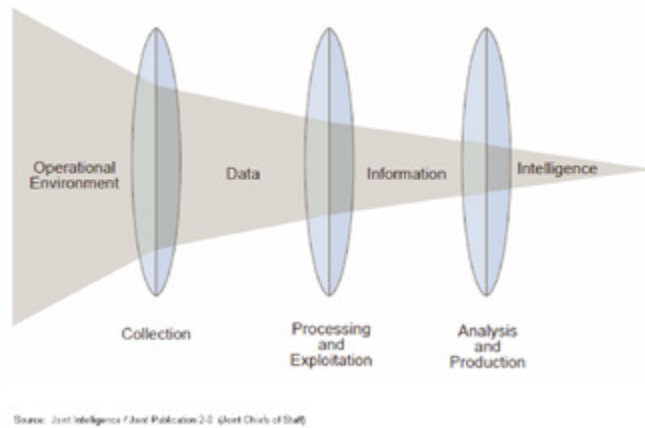 Operational
Environment
Data
Information
Intelligence
Collection
Processing
and
Exploitation
Analysis
and
Production
Source: Joint Intelligence / Joint Publication 2-0 (Joint Chiefs of Staff)